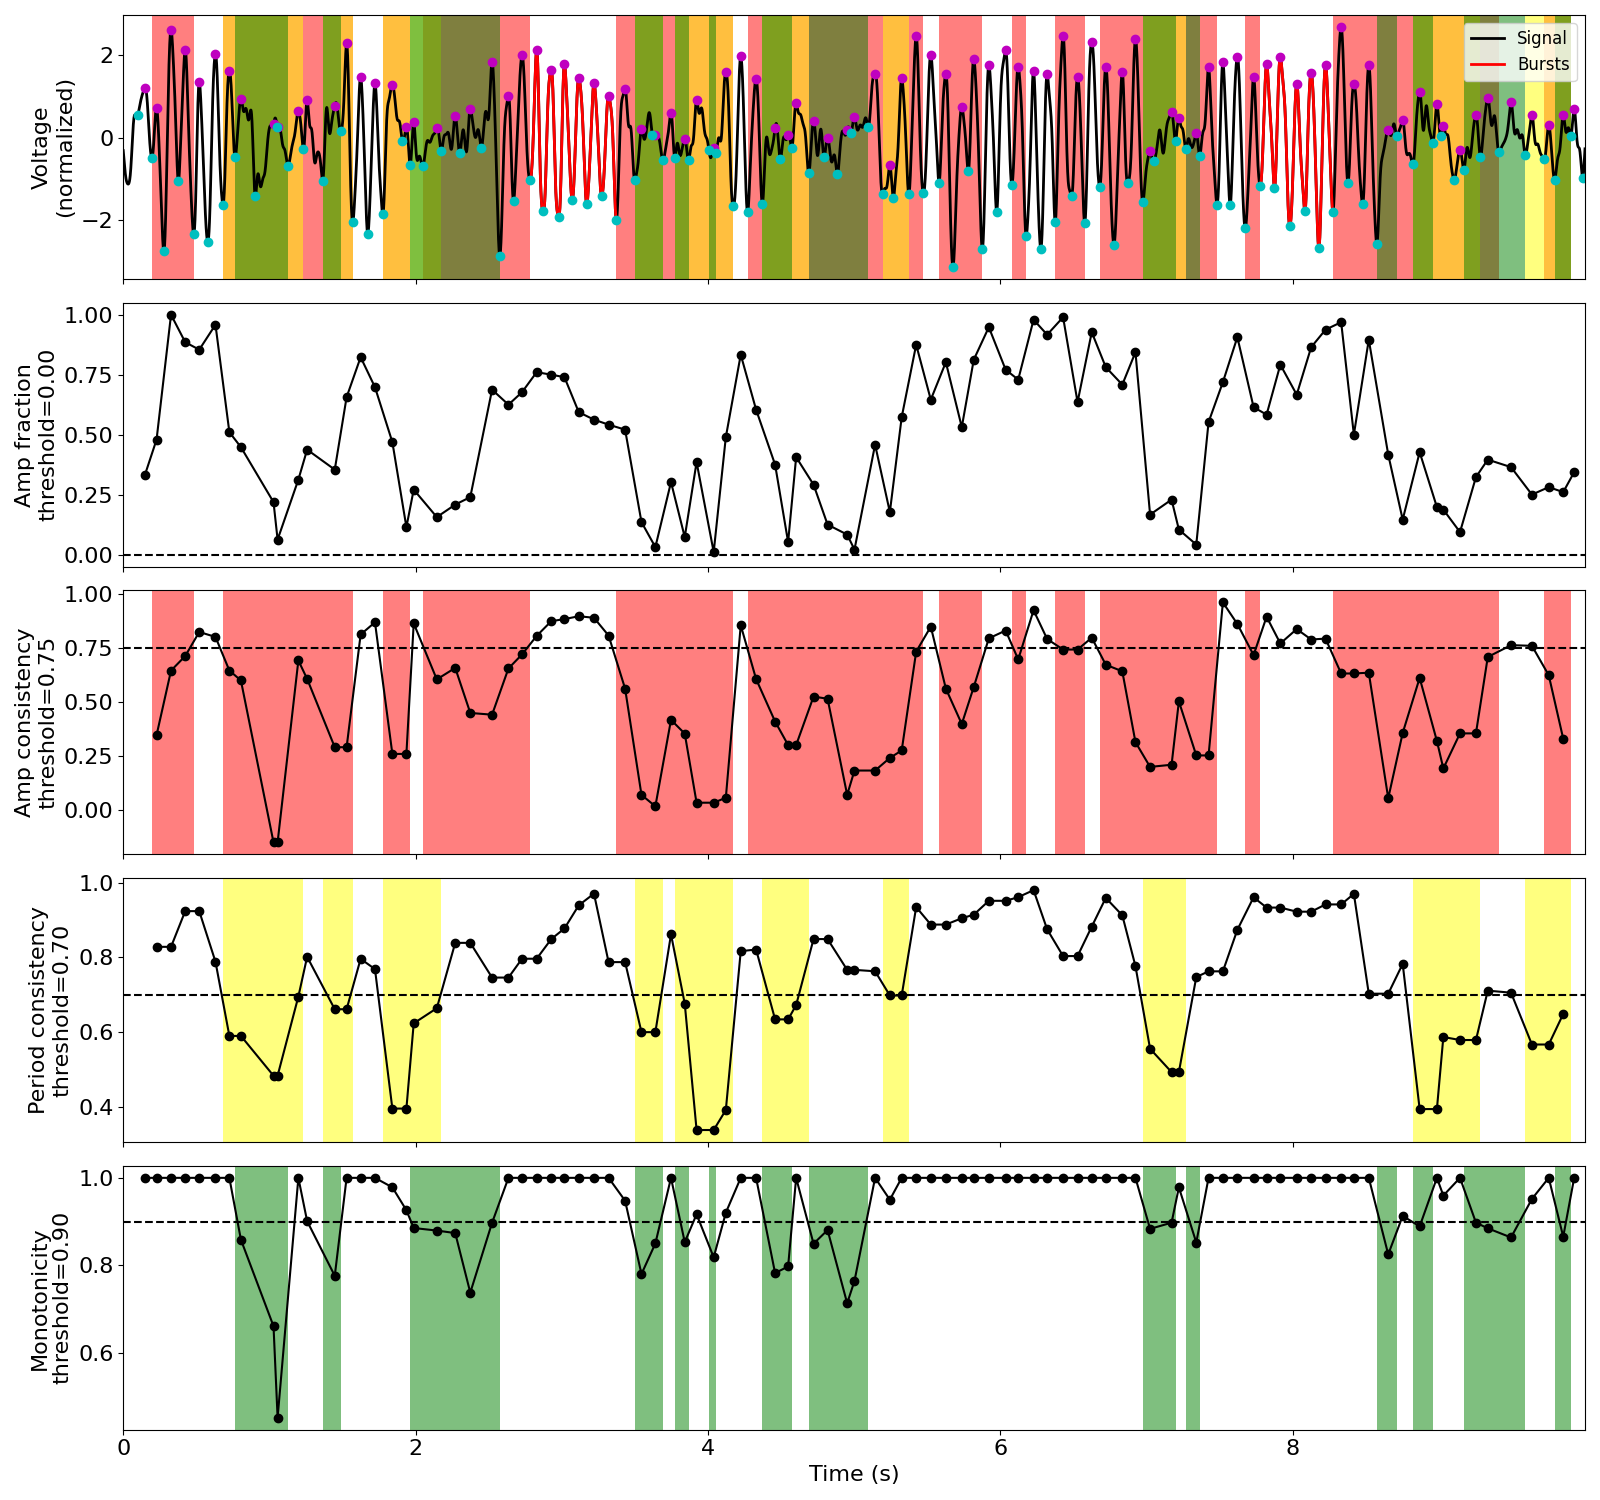 Voltage
(normalized)
2
0
−2
Signal
Bursts
Amp fraction
threshold=0.00
1.00
0.75
0.50
0.25
0.00
Amp consistency
threshold=0.75
1.00
0.75
0.50
0.25
0.00
Period consistency
threshold=0.70
1.0
0.8
0.6
0.4
Monotonicity
threshold=0.90
1.0
0.8
0.6
0 2 4 6 8
Time (s)